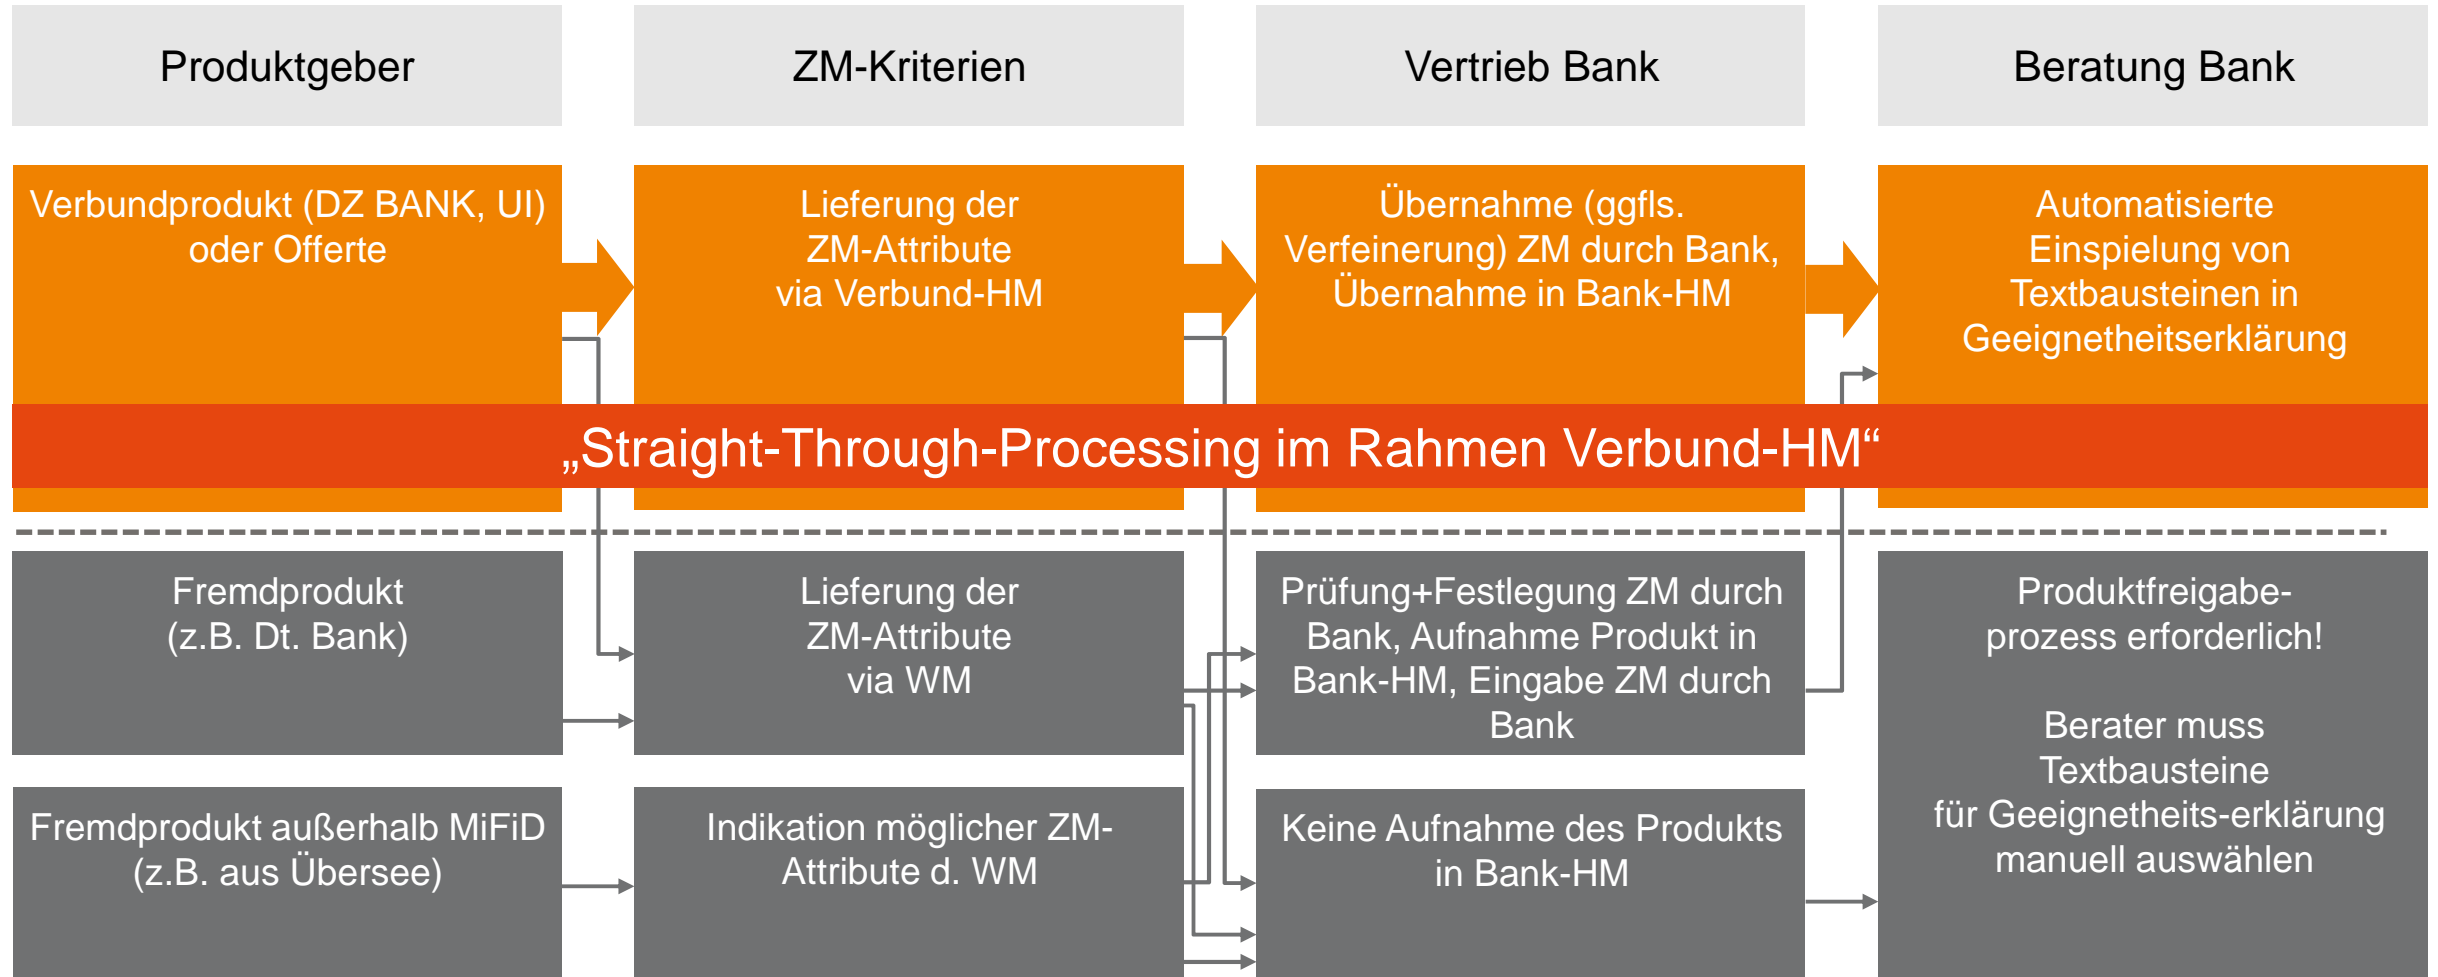 Produktgeber
ZM-Kriterien
Vertrieb Bank
Beratung Bank
Verbundprodukt (DZ BANK, UI)
oder Offerte
Lieferung der
ZM-Attribute
via Verbund-HM
Übernahme (ggfls.
Verfeinerung) ZM durch Bank,
Übernahme in Bank-HM
Automatisierte
Einspielung von
Textbausteinen in
Geeignetheitserklärung
„Straight-Through-Processing im Rahmen Verbund-HM“
Fremdprodukt
(z.B. Dt. Bank)
Lieferung der
ZM-Attribute
via WM
Prüfung+Festlegung ZM durch
Bank, Aufnahme Produkt in
Bank-HM, Eingabe ZM durch
Bank
Produktfreigabe-
prozess erforderlich!
Berater muss
Textbausteine
für Geeignetheits-erklärung
manuell auswählen
Fremdprodukt außerhalb MiFiD
(z.B. aus Übersee)
Indikation möglicher ZM-
Attribute d. WM
Keine Aufnahme des Produkts
in Bank-HM